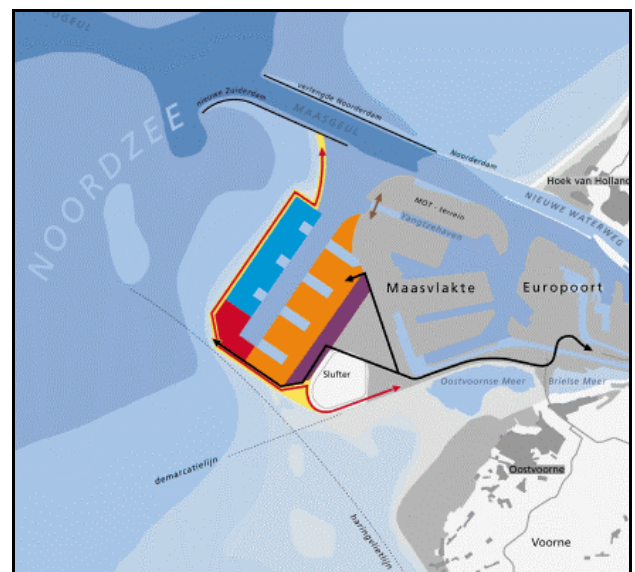 OGEUL
NOORDZEE
nieuwe Zuiderdam
verlengde Noorderdam
MAASGEUL
Noorderdam
Hoek van Holland
NIEUWE WATERWEG
MOT - terrein
Yangtzehaven
Maasvlakte
Europoort
Slufter
Oostvoornse Meer
Brielse Meer
demarcatielijn
Oostvoorne
haringvlietlijn
Voorne